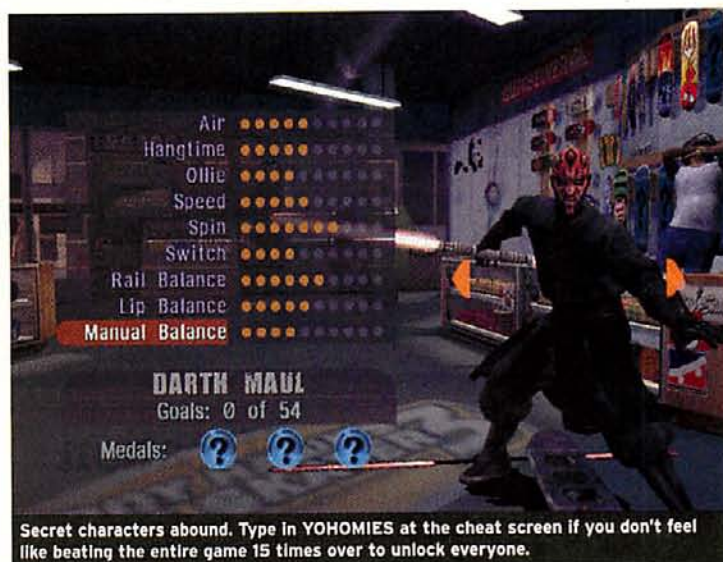 Air
Hangtime
Ollie
Speed
Spin
Switch
Rail Balance
Lip Balance
Manual Balance
DARTH MAUL
Goals: 0 of 54
Medals: ? ? ?
Secret characters abound. Type in YOHOMIES at the cheat screen if you don't feel
like beating the entire game 15 times over to unlock everyone.